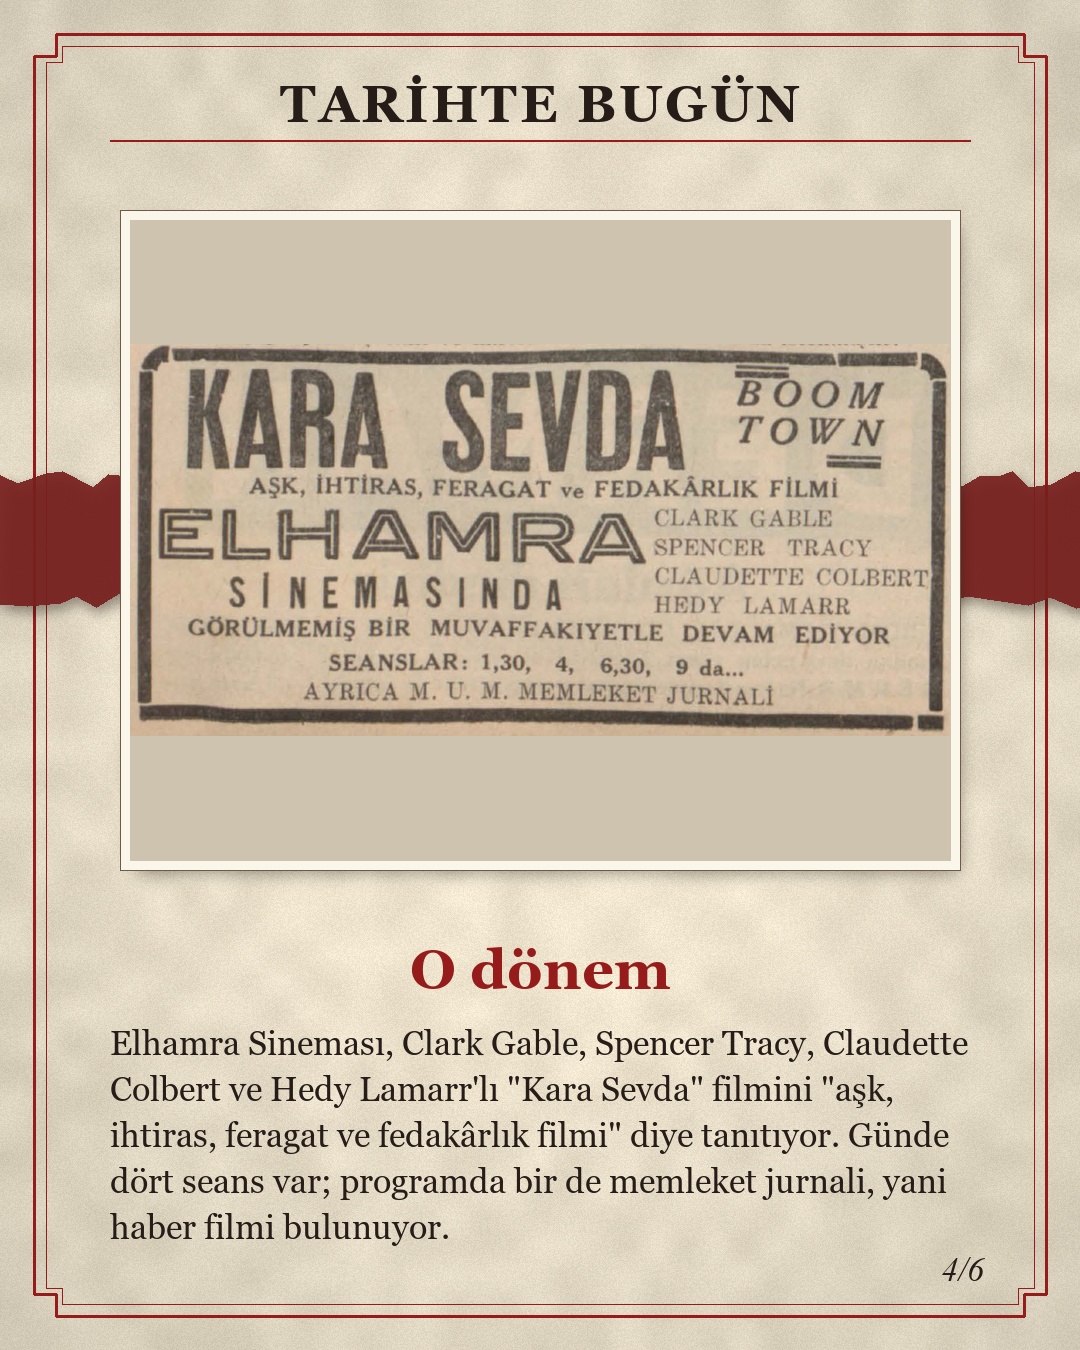 TARİHTE BUGÜN
KARA SEVDA
BOOM
TOWN
AŞK, İHTİRAS, FERAGAT ve FEDAKÂRLIK FİLMİ
ELHAMRA
SİNEMASINDA
CLARK GABLE
SPENCER TRACY
CLAUDETTE COLBERT
HEDY LAMARR
GÖRÜLMEMİŞ BİR MUVAFFAKIYETLE DEVAM EDİYOR
SEANSLAR: 1,30, 4, 6,30, 9 da...
AYRICA M. U. M. MEMLEKET JURNALİ
O dönem
Elhamra Sineması, Clark Gable, Spencer Tracy, Claudette
Colbert ve Hedy Lamarr'lı "Kara Sevda" filmini "aşk,
ihtiras, feragat ve fedakârlık filmi" diye tanıtıyor. Günde
dört seans var; programda bir de memleket jurnali, yani
haber filmi bulunuyor.
4/6